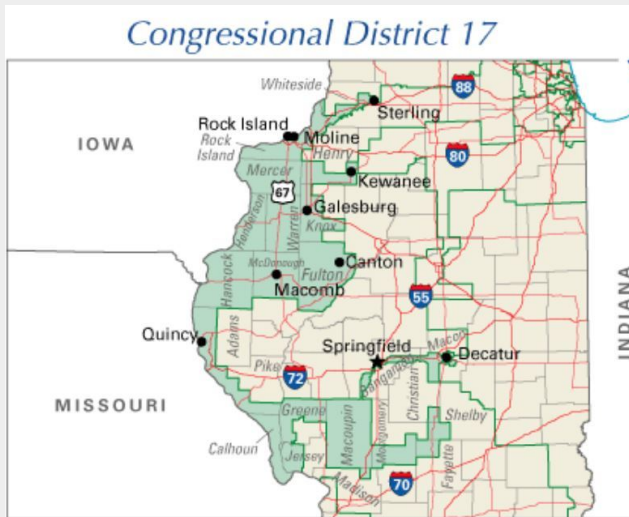 Congressional District 17
Whiteside
88
Sterling
IOWA
Rock Island
Moline
Rock
Island
Henry
80
Mercer
Kewanee
67
Galesburg
Henderson
Warren
Knox
McDonough
Canton
Fulton
Hancock
Macomb
55
INDIANA
Quincy
Adams
Springfield
Macon
Decatur
Sangamon
Pike
72
Christian
MISSOURI
Greene
Shelby
Macoupin
Montgomery
Calhoun
Jersey
Fayette
Madison
70